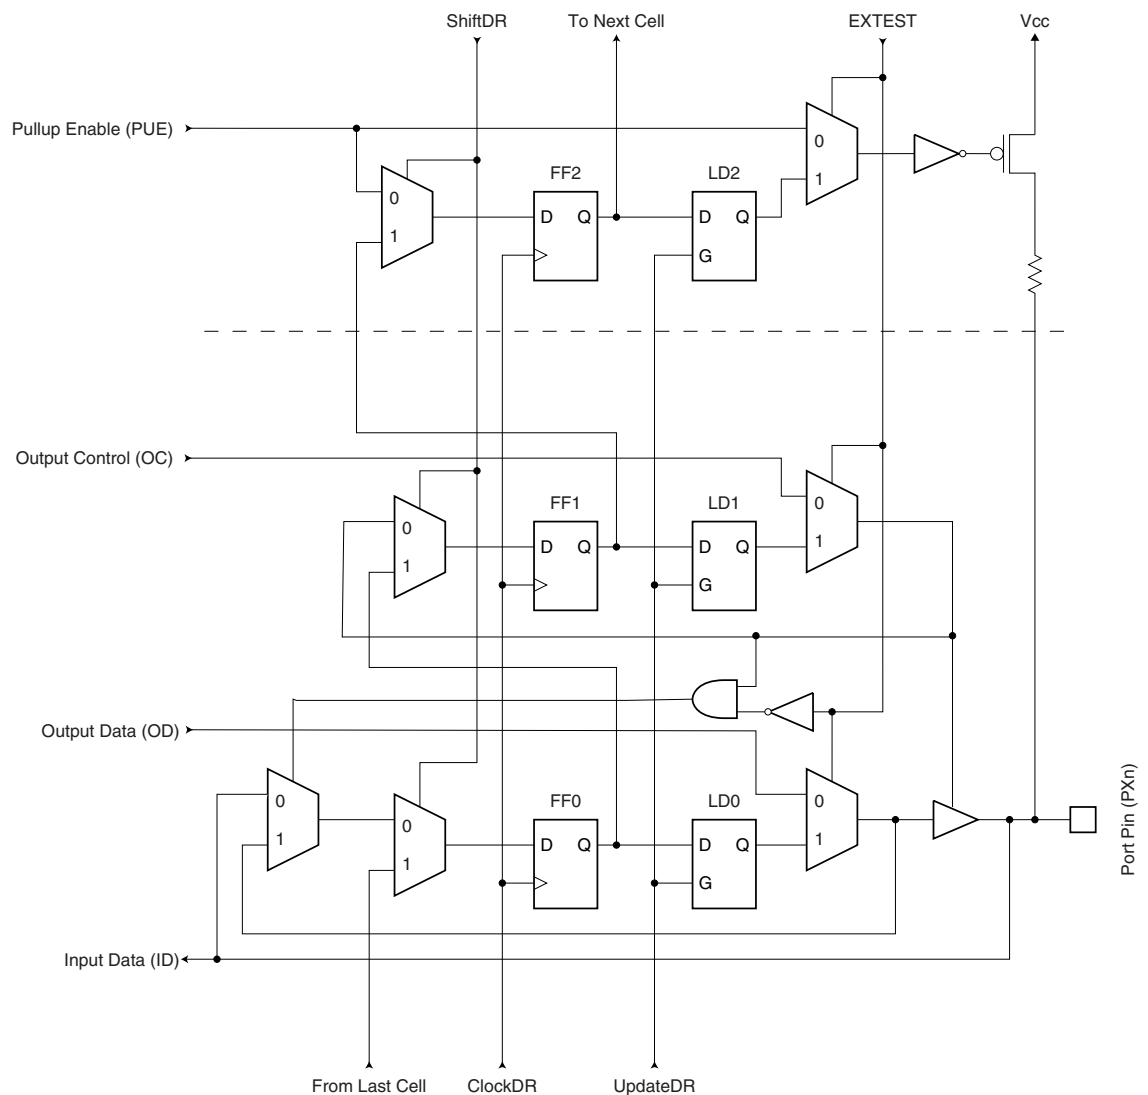 ShiftDR
To Next Cell
EXTEST
Vcc
Pullup Enable (PUE)
0
1
FF2
D Q
LD2
D Q
G
0
1
Output Control (OC)
0
1
FF1
D Q
LD1
D Q
G
0
1
Output Data (OD)
0
1
0
1
FF0
D Q
LD0
D Q
G
0
1
Port Pin (PXn)
Input Data (ID)
From Last Cell
ClockDR
UpdateDR